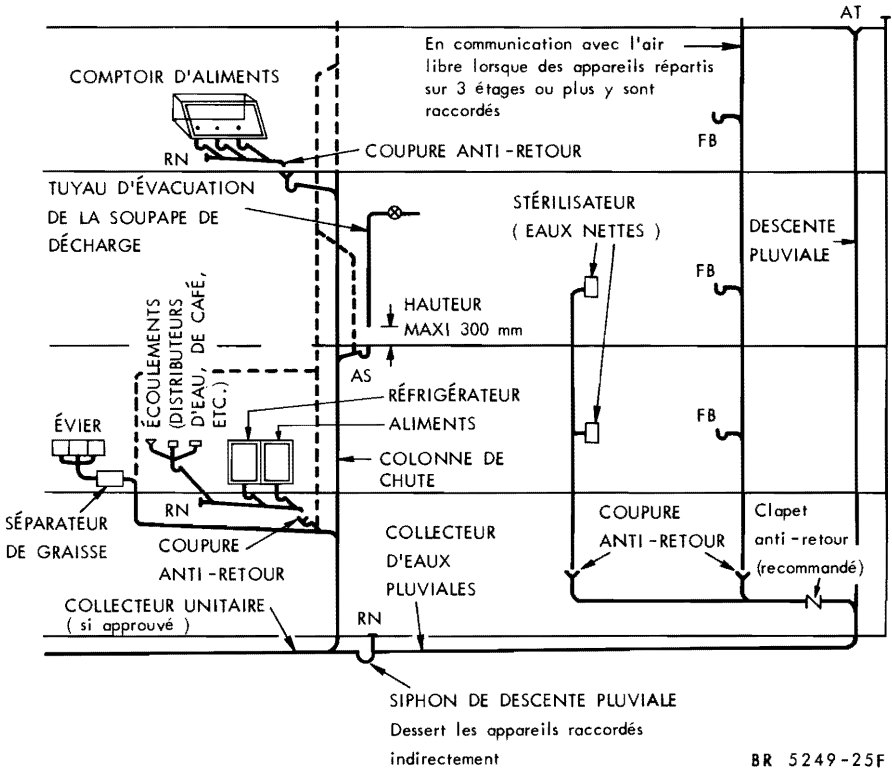 AT
En communication avec l'air
libre lorsque des appareils répartis
sur 3 étages ou plus y sont
raccordés
COMPTOIR D'ALIMENTS
FB
RN
COUPURE ANTI-RETOUR
TUYAU D'ÉVACUATION
DE LA SOUPAPE DE
DÉCHARGE
STÉRILISATEUR
( EAUX NETTES )
DESCENTE
PLUVIALE
FB
HAUTEUR
MAXI 300 mm
ÉCOULEMENTS
(DISTRIBUTEURS
D'EAU, DE CAFÉ,
ETC.)
AS
RÉFRIGÉRATEUR
ALIMENTS
FB
ÉVIER
COLONNE DE
CHUTE
RN
SÉPARATEUR
DE GRAISSE
COUPURE
ANTI-RETOUR
COLLECTEUR
D'EAUX
PLUVIALES
COUPURE
ANTI-RETOUR
Clapet
anti-retour
(recommandé)
COLLECTEUR UNITAIRE
( si approuvé )
RN
SIPHON DE DESCENTE PLUVIALE
Dessert les appareils raccordés
indirectement
BR 5249-25F